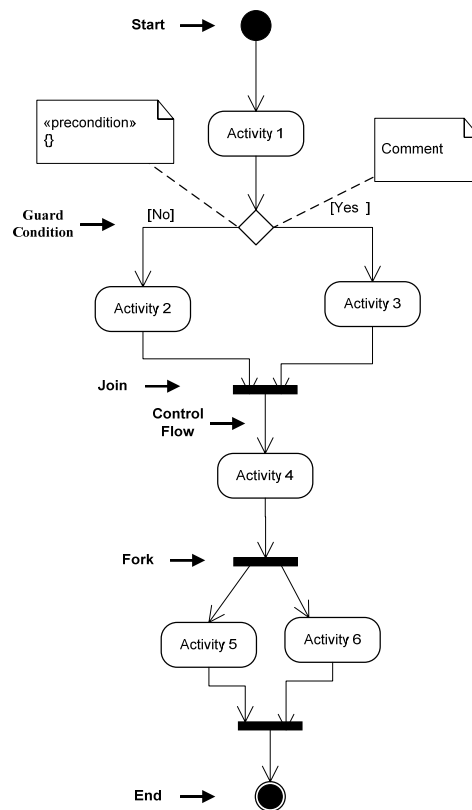 Start
Activity 1
«precondition»
{}
Comment
[No]
[Yes ]
Guard
Condition
Activity 2
Activity 3
Join
Control
Flow
Activity 4
Fork
Activity 5
Activity 6
End